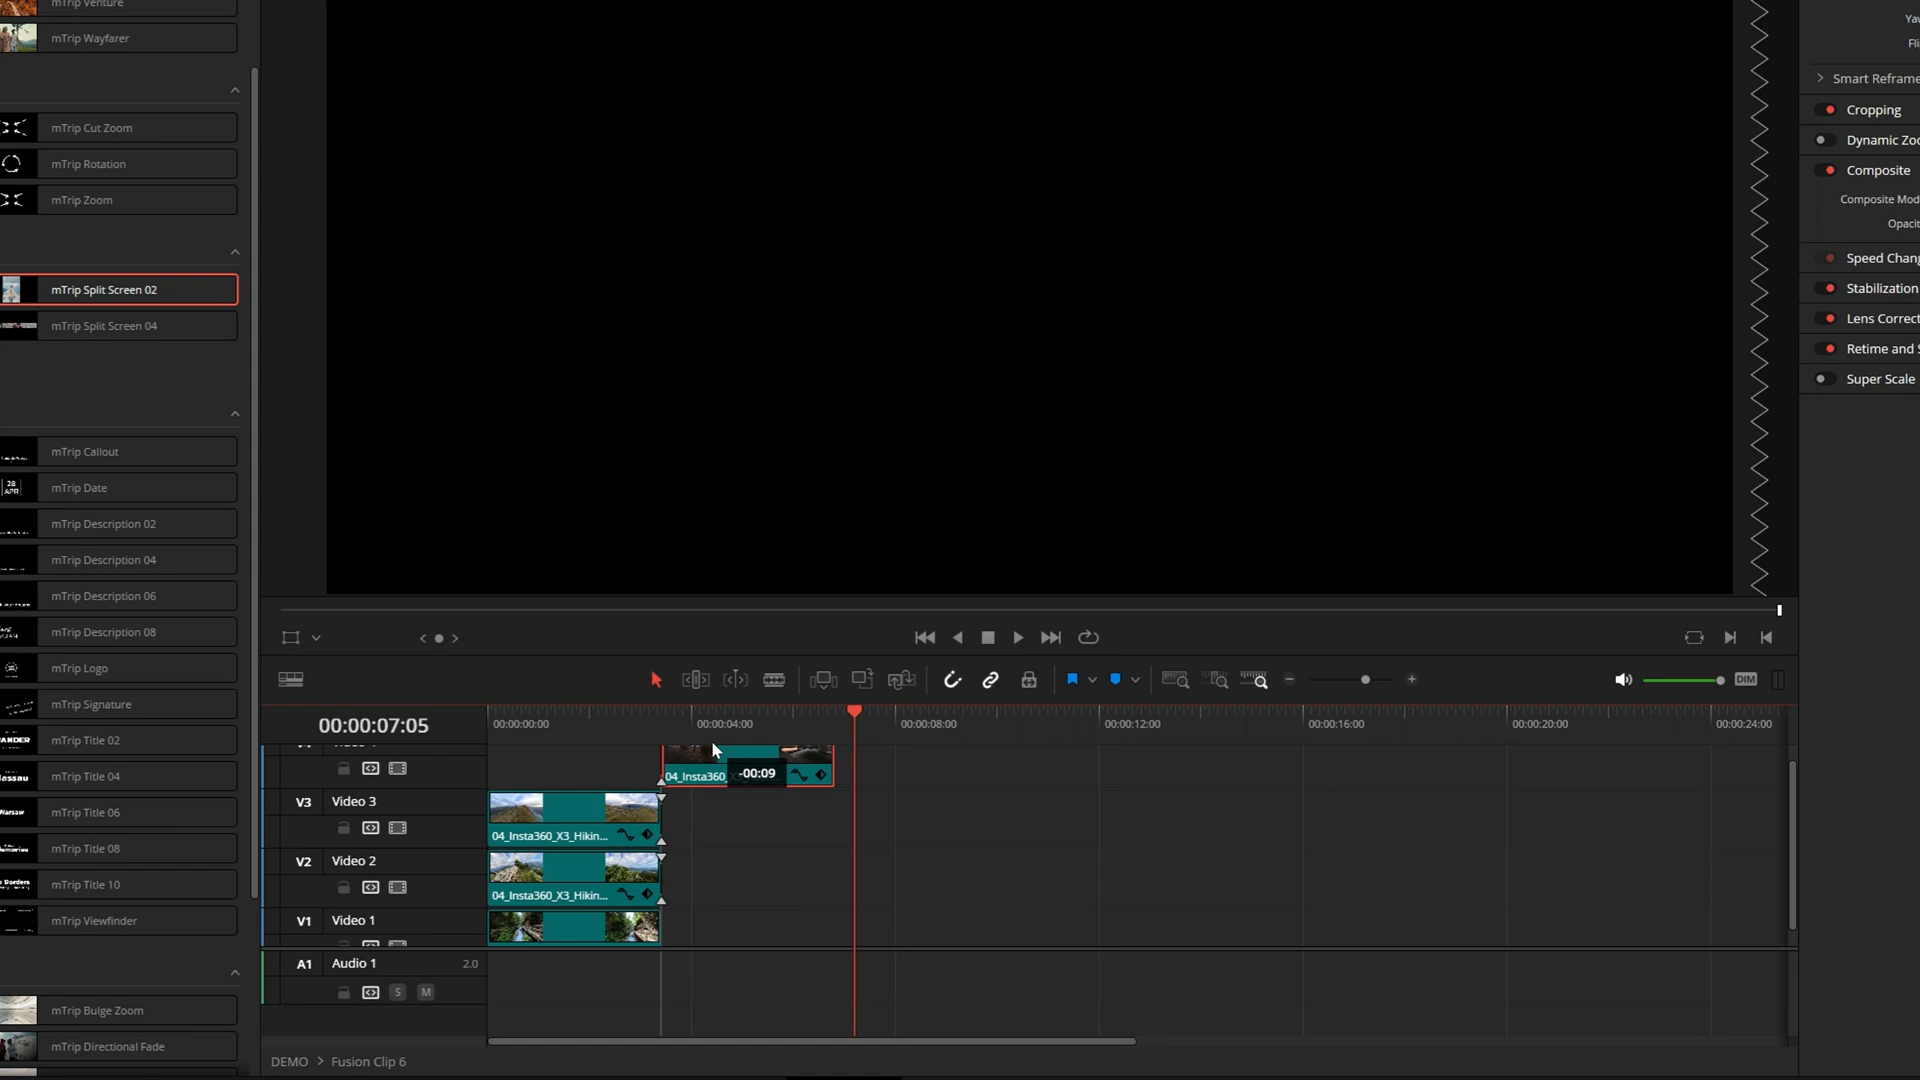 mTrip Venture
mTrip Wayfarer
mTrip Cut Zoom
mTrip Rotation
mTrip Zoom
mTrip Split Screen 02
mTrip Split Screen 04
mTrip Callout
28
APR
mTrip Date
mTrip Description 02
mTrip Description 04
mTrip Description 06
mTrip Description 08
mTrip Logo
mTrip Signature
mTrip Title 02
mTrip Title 04
mTrip Title 06
mTrip Title 08
mTrip Title 10
mTrip Viewfinder
mTrip Bulge Zoom
mTrip Directional Fade
Smart Reframe
Cropping
Dynamic Zoo
Composite
Composite Mod
Opacit
Speed Chang
Stabilization
Lens Correct
Retime and S
Super Scale
DIM
00:00:07:05
00:00:00:00
00:00:04:00
00:00:08:00
00:00:12:00
00:00:16:00
00:00:20:00
00:00:24:00
04_Insta360_
-00:09
V3 Video 3
04_Insta360_X3_Hikin...
V2 Video 2
04_Insta360_X3_Hikin...
V1 Video 1
A1 Audio 1 2.0
S M
DEMO > Fusion Clip 6